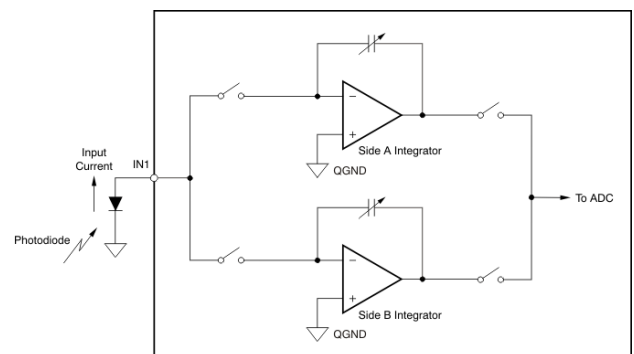 −
+
Side A Integrator
QGND
Input
Current
IN1
Photodiode
To ADC
−
+
Side B Integrator
QGND